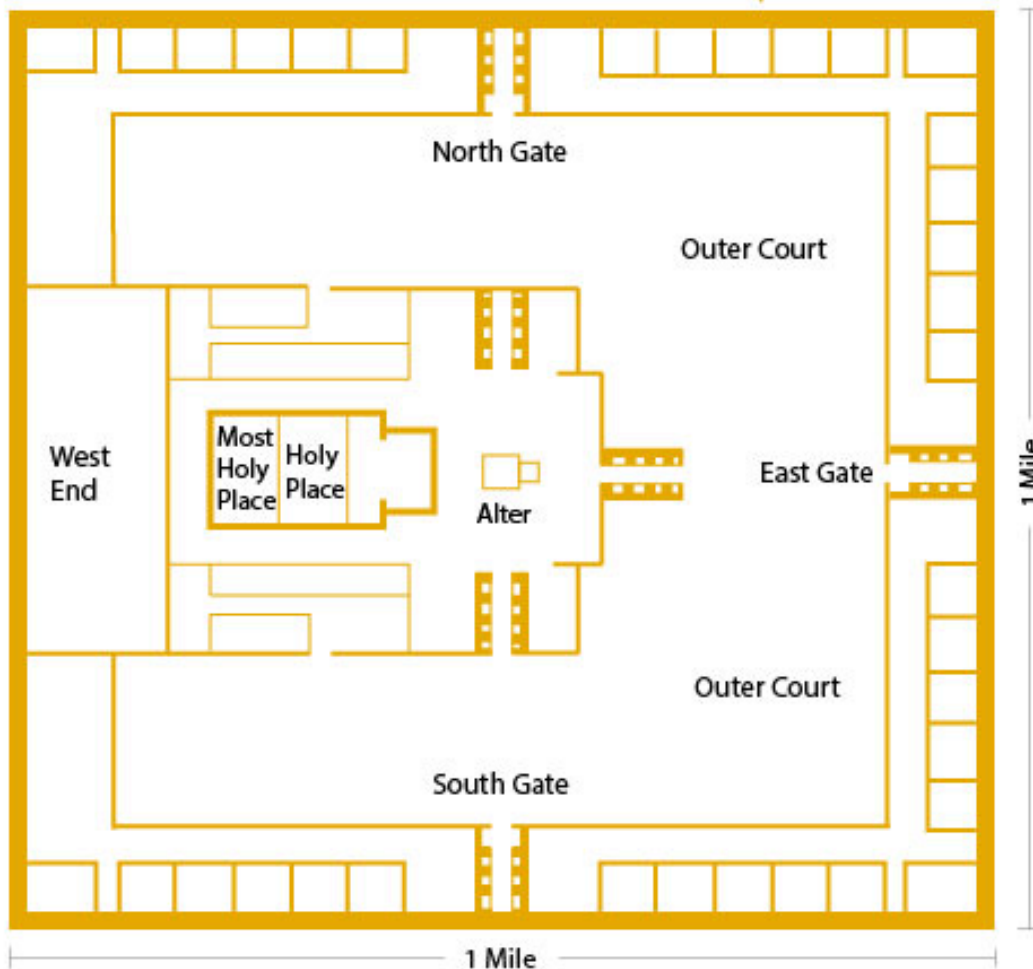 North Gate
Outer Court
West
End
Most
Holy
Place
Holy
Place
Alter
East Gate
1 Mile
Outer Court
South Gate
1 Mile